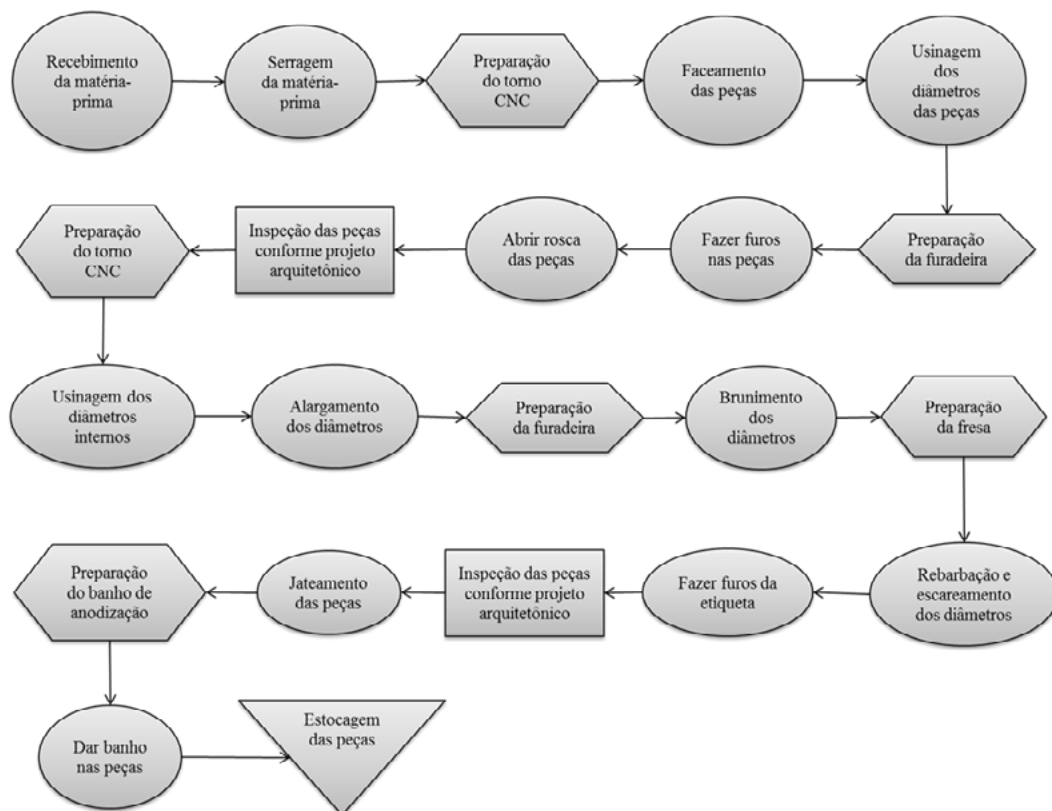 Recebimento
da matéria-
prima
Serragem
da matéria-
prima
Preparação
do torno
CNC
Faceamento
das peças
Usinagem
dos
diâmetros
das peças
Preparação
da furadeira
Fazer furos
nas peças
Abrir rosca
das peças
Inspeção das peças
conforme projeto
arquitetônico
Preparação
do torno
CNC
Usinagem dos
diâmetros
internos
Alargamento
dos diâmetros
Preparação
da furadeira
Brunimento
dos
diâmetros
Preparação
da fresa
Rebarbação e
escareamento
dos diâmetros
Fazer furos da
etiqueta
Inspeção das peças
conforme projeto
arquitetônico
Jateamento
das peças
Preparação
do banho de
anodização
Dar banho
nas peças
Estocagem
das peças